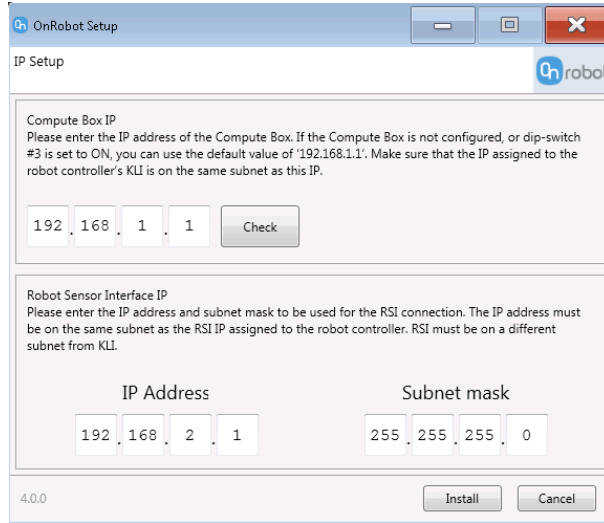 OnRobot Setup
IP Setup
On robot
Compute Box IP
Please enter the IP address of the Compute Box. If the Compute Box is not configured, or dip-switch
#3 is set to ON, you can use the default value of '192.168.1.1'. Make sure that the IP assigned to the
robot controller's KLI is on the same subnet as this IP.
192 . 168 . 1 . 1 Check
Robot Sensor Interface IP
Please enter the IP address and subnet mask to be used for the RSI connection. The IP address must
be on the same subnet as the RSI IP assigned to the robot controller. RSI must be on a different
subnet from KLI.
IP Address Subnet mask
192 . 168 . 2 . 1 255 . 255 . 255 . 0
4.0.0 Install Cancel